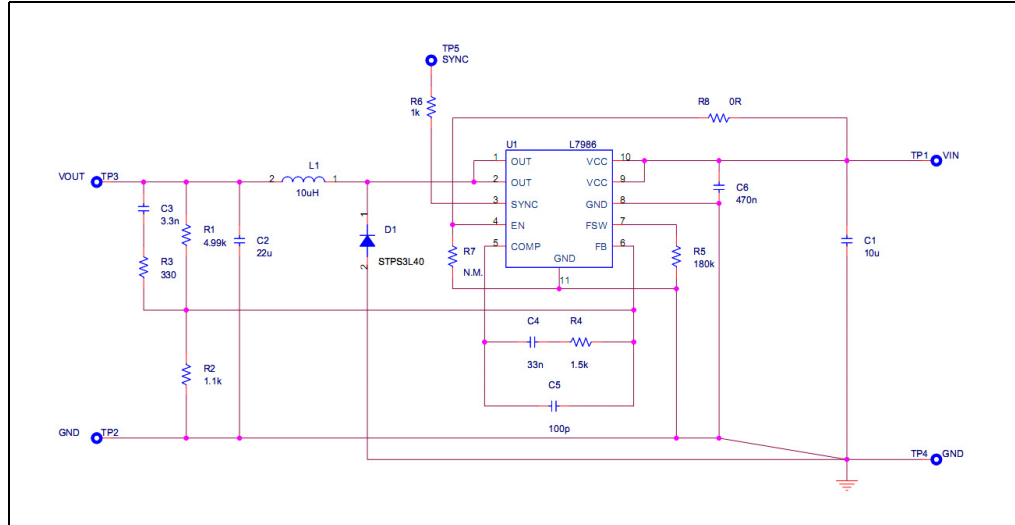 TP5
SYNC
R6
1k
R8 0R
U1 L7986
1 OUT VCC 10
2 OUT VCC 9
3 SYNC GND 8
4 EN FSW 7
5 COMP FB 6
GND
11
TP1 VIN
C6
470n
C1
10u
VOUT TP3
2 L1 1
10uH
C3
3.3n
R1
4.99k
C2
22u
R3
330
1
D1
2
STPS3L40
R7
N.M.
R5
180k
C4 R4
33n 1.5k
C5
100p
R2
1.1k
GND TP2
TP4 GND